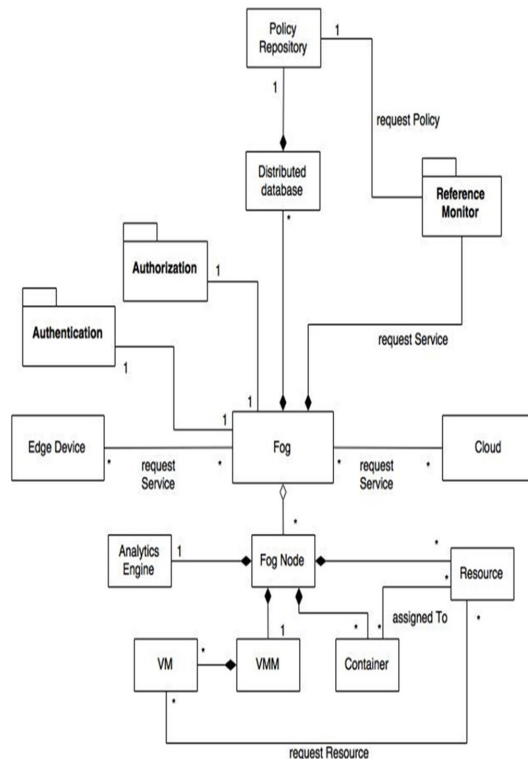 Policy
Repository
1
1
request Policy
Distributed
database
*
Reference
Monitor
Authorization
1
Authentication
1
request Service
1
1
Edge Device
*
request
Service
*
Fog
*
request
Service
*
Cloud
*
Analytics
Engine
1
Fog Node
*
Resource
*
assigned To
*
*
1
*
*
VM
VMM
Container
*
request Resource